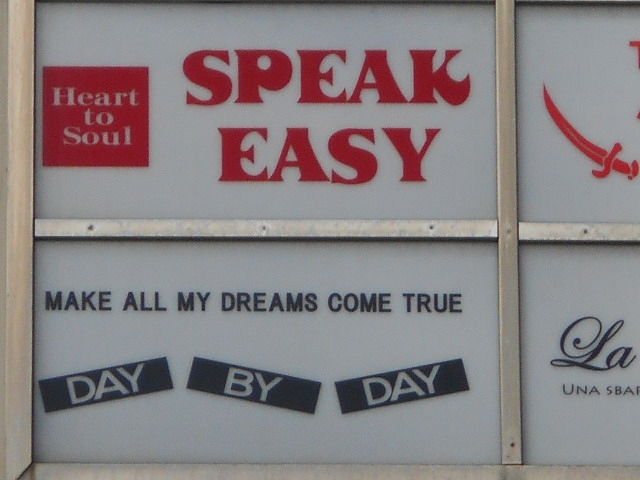 Heart
to
Soul
SPEAK
EASY
MAKE ALL MY DREAMS COME TRUE
DAY BY DAY
La
UNA